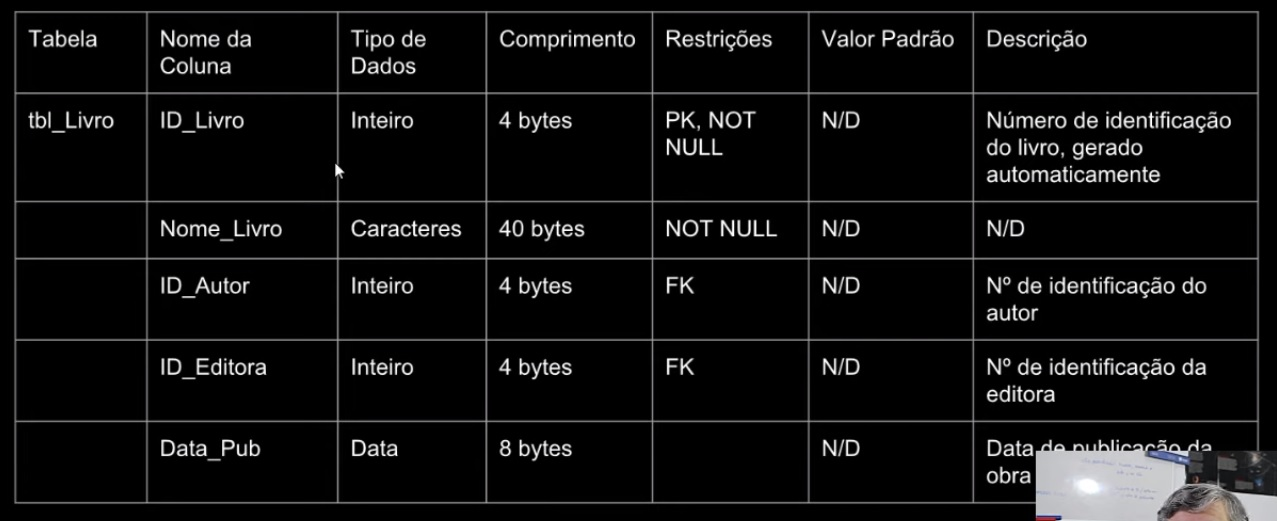 Tabela
Nome da
Coluna
Tipo de
Dados
Comprimento
Restrições
Valor Padrão
Descrição
tbl_Livro
ID_Livro
Inteiro
4 bytes
PK, NOT
NULL
N/D
Número de identificação
do livro, gerado
automaticamente
Nome_Livro
Caracteres
40 bytes
NOT NULL
N/D
N/D
ID_Autor
Inteiro
4 bytes
FK
N/D
Nº de identificação do
autor
ID_Editora
Inteiro
4 bytes
FK
N/D
Nº de identificação da
editora
Data_Pub
Data
8 bytes
N/D
Data de publicação da
obra